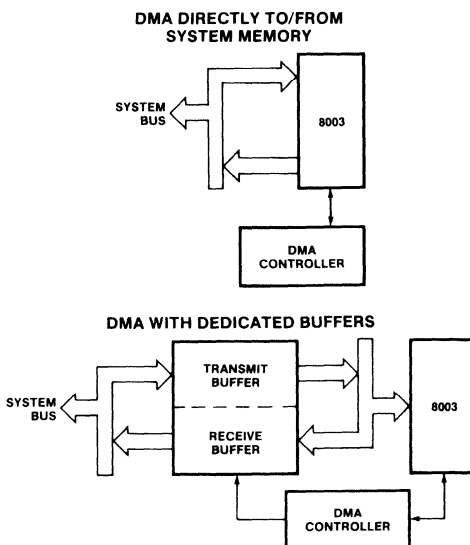 DMA DIRECTLY TO/FROM
SYSTEM MEMORY
SYSTEM
BUS
8003
DMA
CONTROLLER
DMA WITH DEDICATED BUFFERS
TRANSMIT
BUFFER
SYSTEM
BUS
8003
RECEIVE
BUFFER
DMA
CONTROLLER